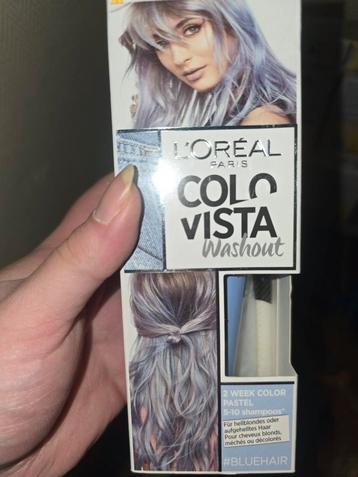 L'ORÉAL
PARIS
COLO
VISTA
Washout
2 WEEK COLOR
PASTEL
5-10 shampoos*
Für hellblondes oder
aufgehelltes Haar
Pour cheveux blonds,
méchés ou décolorés
#BLUEHAIR